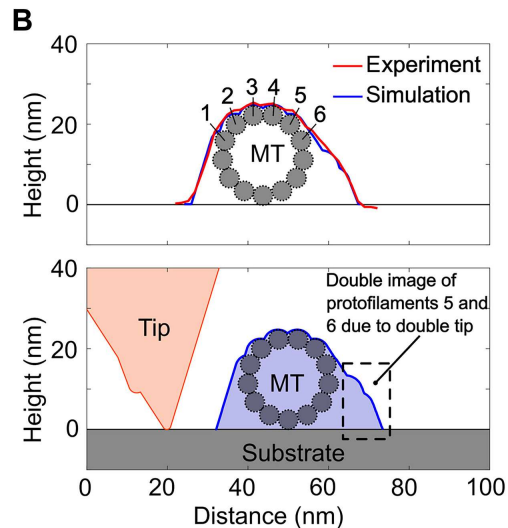 B
40
20
0
Height (nm)
Experiment
Simulation
1 2 3 4 5 6
MT
40
20
0
Height (nm)
Tip
MT
Double image of
protofilaments 5 and
6 due to double tip
Substrate
0 20 40 60 80 100
Distance (nm)